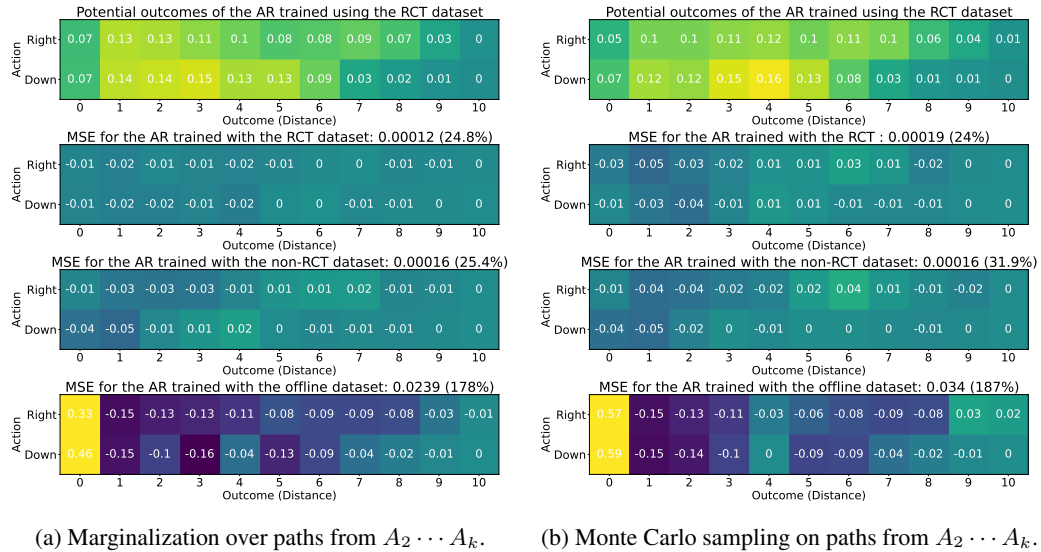 Potential outcomes of the AR trained using the RCT dataset
Action
Right 0.07 0.13 0.13 0.11 0.1 0.08 0.08 0.09 0.07 0.03 0
Down 0.07 0.14 0.14 0.15 0.13 0.13 0.09 0.03 0.02 0.01 0
0 1 2 3 4 5 6 7 8 9 10
Outcome (Distance)
MSE for the AR trained with the RCT dataset: 0.00012 (24.8%)
Action
Right -0.01 -0.02 -0.01 -0.01 -0.02 -0.01 0 0 -0.01 -0.01 0
Down -0.01 -0.02 -0.02 -0.01 -0.02 0 0 -0.01 -0.01 0 0
0 1 2 3 4 5 6 7 8 9 10
Outcome (Distance)
MSE for the AR trained with the non-RCT dataset: 0.00016 (25.4%)
Action
Right -0.01 -0.03 -0.03 -0.03 -0.01 0.01 0.01 0.02 -0.01 -0.01 0
Down -0.04 -0.05 -0.01 0.01 0.02 0 -0.01 -0.01 -0.01 0 0
0 1 2 3 4 5 6 7 8 9 10
Outcome (Distance)
MSE for the AR trained with the offline dataset: 0.0239 (178%)
Action
Right 0.33 -0.15 -0.13 -0.13 -0.11 -0.08 -0.09 -0.09 -0.08 -0.03 -0.01
Down 0.46 -0.15 -0.1 -0.16 -0.04 -0.13 -0.09 -0.04 -0.02 -0.01 0
0 1 2 3 4 5 6 7 8 9 10
Outcome (Distance)
(a) Marginalization over paths from A2 ··· Ak.
Potential outcomes of the AR trained using the RCT dataset
Action
Right 0.05 0.1 0.1 0.11 0.12 0.1 0.11 0.1 0.06 0.04 0.01
Down 0.07 0.12 0.12 0.15 0.16 0.13 0.08 0.03 0.01 0.01 0
0 1 2 3 4 5 6 7 8 9 10
Outcome (Distance)
MSE for the AR trained with the RCT : 0.00019 (24%)
Action
Right -0.03 -0.05 -0.03 -0.02 0.01 0.01 0.03 0.01 -0.02 0 0
Down -0.01 -0.03 -0.04 -0.01 0.01 0.01 -0.01 -0.01 -0.01 0 0
0 1 2 3 4 5 6 7 8 9 10
Outcome (Distance)
MSE for the AR trained with the non-RCT dataset: 0.00016 (31.9%)
Action
Right -0.01 -0.04 -0.04 -0.02 -0.02 0.02 0.04 0.01 -0.01 -0.02 0
Down -0.04 -0.05 -0.02 0 -0.01 0 0 0 -0.01 0 0
0 1 2 3 4 5 6 7 8 9 10
Outcome (Distance)
MSE for the AR trained with the offline dataset: 0.034 (187%)
Action
Right 0.57 -0.15 -0.13 -0.11 -0.03 -0.06 -0.08 -0.09 -0.08 0.03 0.02
Down 0.59 -0.15 -0.14 -0.1 0 -0.09 -0.09 -0.04 -0.02 -0.01 0
0 1 2 3 4 5 6 7 8 9 10
Outcome (Distance)
(b) Monte Carlo sampling on paths from A2 ··· Ak.